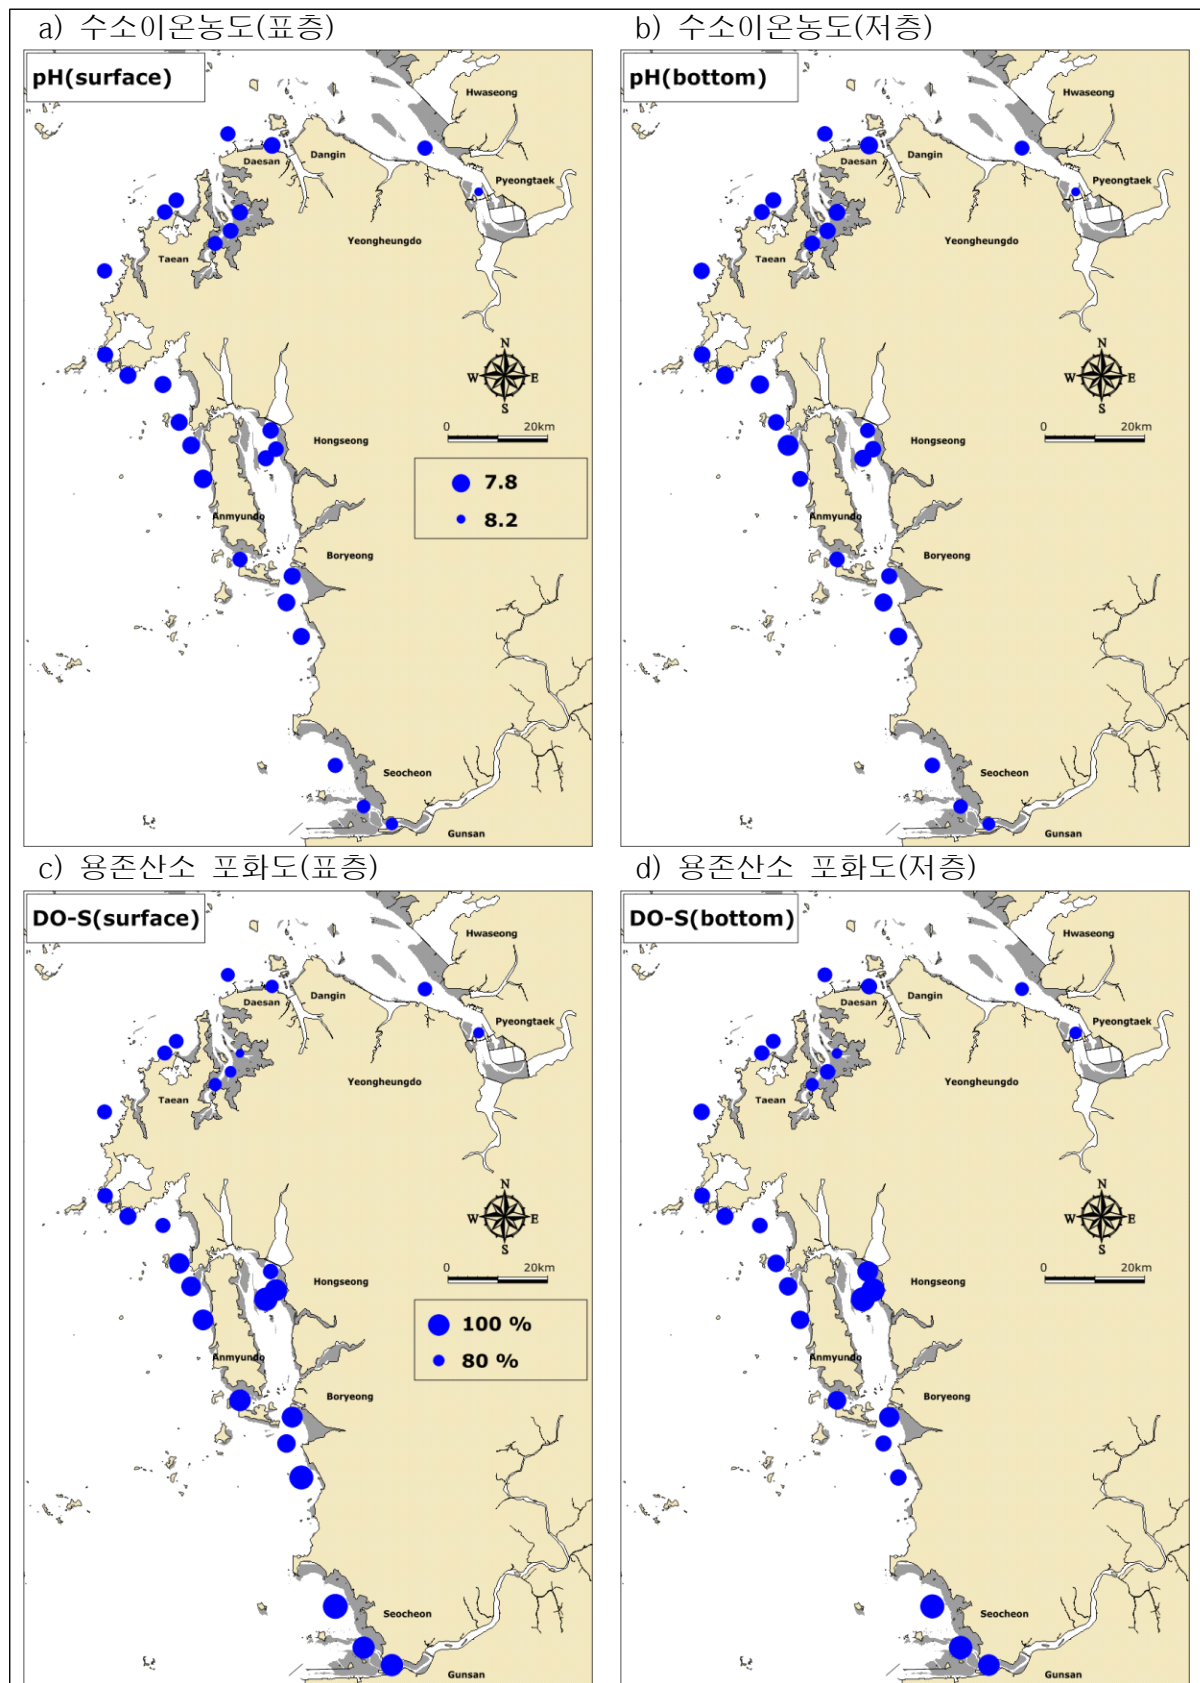 a) 수소이온농도(표층)
pH(surface)
Hwaseong
Daesan
Dangin
Pyeongtaek
Yeongheungdo
Taean
N
W
E
S
0
20km
Hongseong
7.8
8.2
Anmyundo
Boryeong
Seocheon
Gunsan
b) 수소이온농도(저층)
pH(bottom)
Hwaseong
Daesan
Dangin
Pyeongtaek
Yeongheungdo
Taean
N
W
E
S
0
20km
Hongseong
Anmyundo
Boryeong
Seocheon
Gunsan
c) 용존산소 포화도(표층)
DO-S(surface)
Hwaseong
Daesan
Dangin
Pyeongtaek
Yeongheungdo
Taean
N
W
E
S
0
20km
Hongseong
100 %
80 %
Anmyundo
Boryeong
Seocheon
Gunsan
d) 용존산소 포화도(저층)
DO-S(bottom)
Hwaseong
Daesan
Dangin
Pyeongtaek
Yeongheungdo
Taean
N
W
E
S
0
20km
Hongseong
Anmyundo
Boryeong
Seocheon
Gunsan